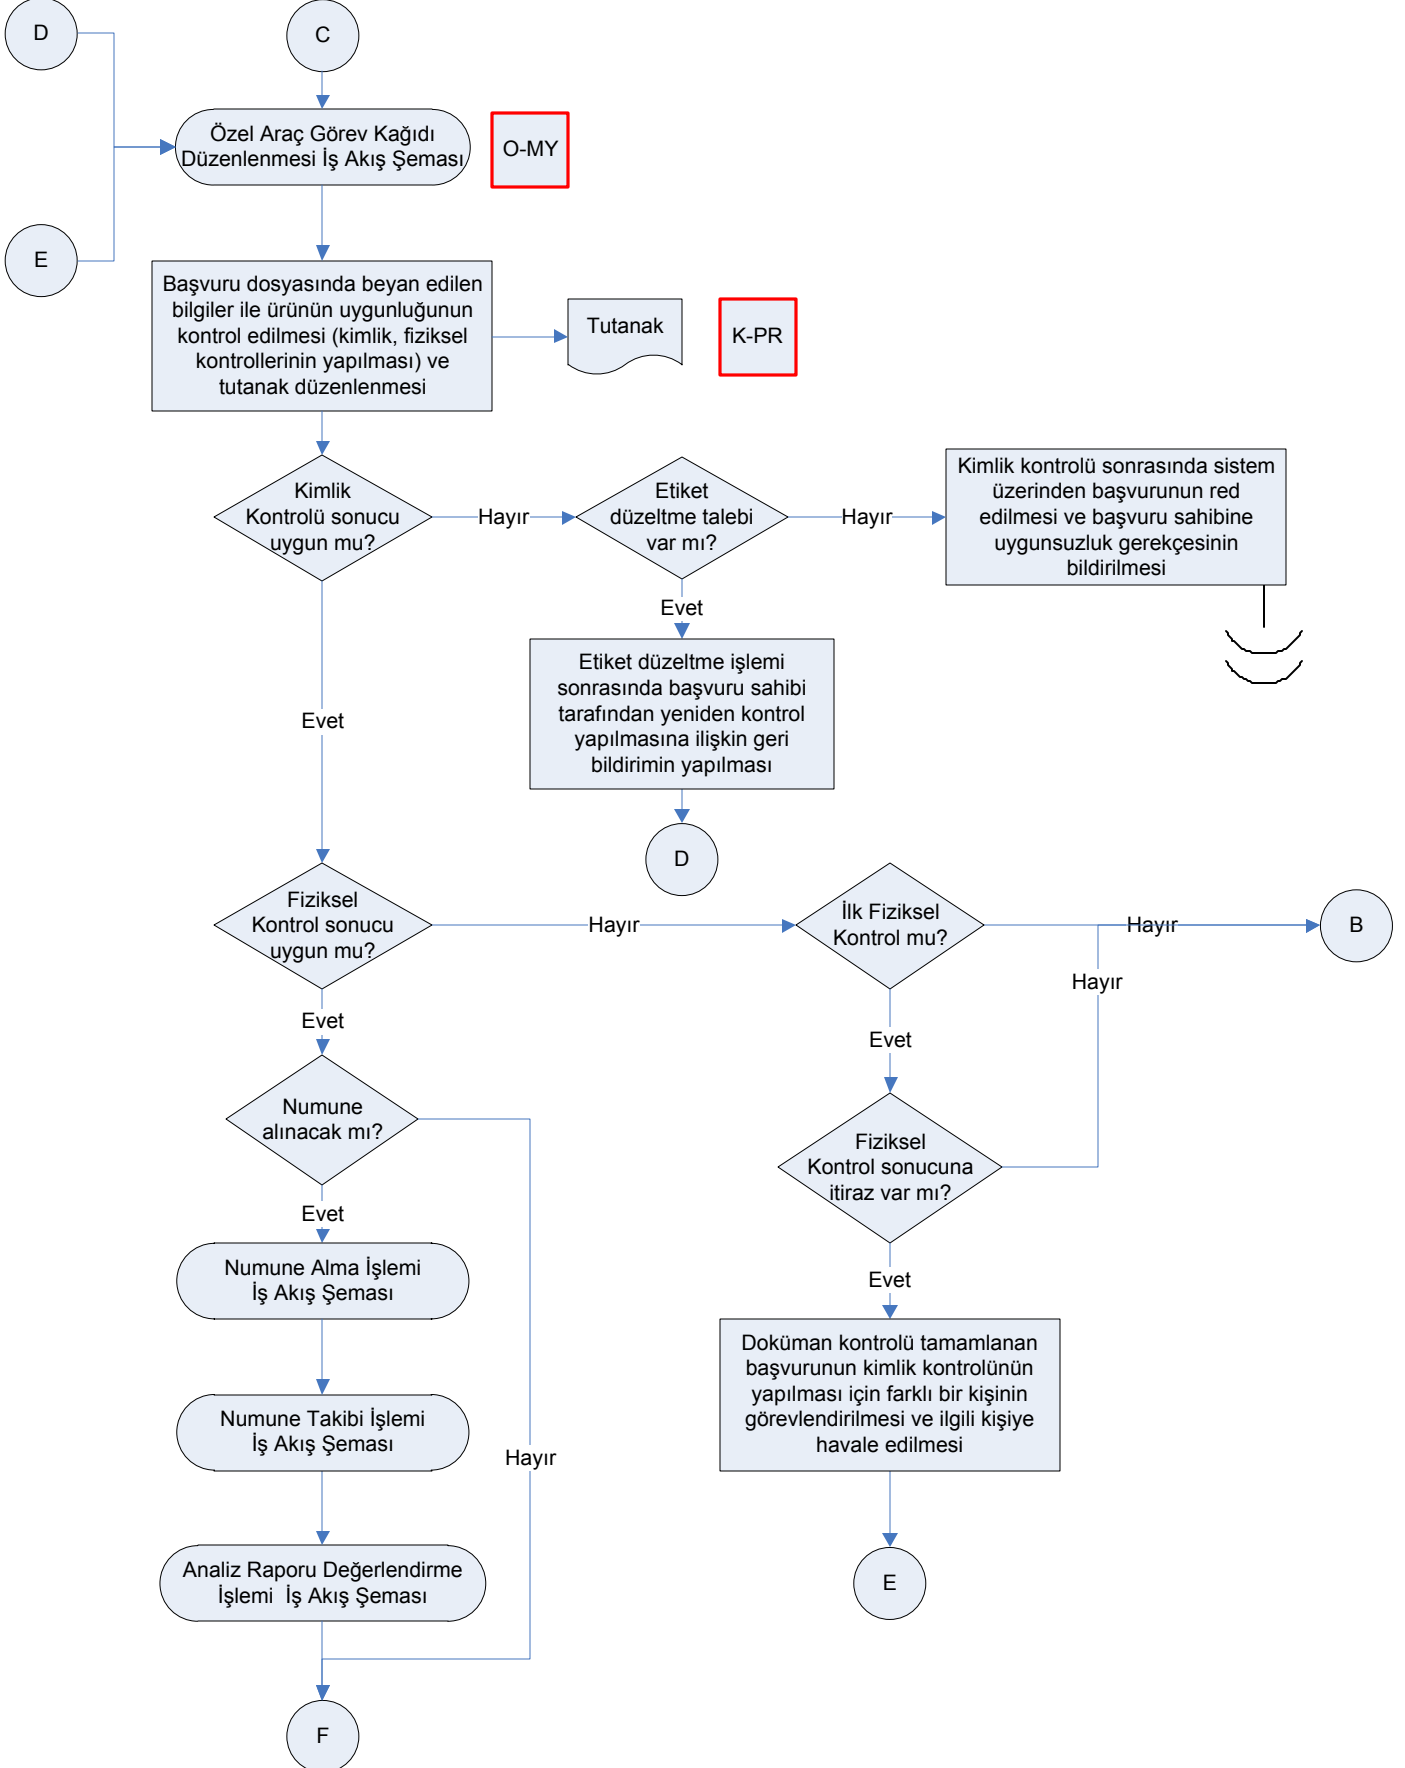 D
C
Özel Araç Görev Kağıdı
Düzenlenmesi İş Akış Şeması
O-MY
E
Başvuru dosyasında beyan edilen
bilgiler ile ürünün uygunluğunun
kontrol edilmesi (kimlik, fiziksel
kontrollerinin yapılması) ve
tutanak düzenlenmesi
Tutanak
K-PR
Kimlik
Kontrolü sonucu
uygun mu?
Hayır
Etiket
düzeltme talebi
var mı?
Hayır
Kimlik kontrolü sonrasında sistem
üzerinden başvurunun red
edilmesi ve başvuru sahibine
uygunsuzluk gerekçesinin
bildirilmesi
Evet
Etiket düzeltme işlemi
sonrasında başvuru sahibi
tarafından yeniden kontrol
yapılmasına ilişkin geri
bildirimin yapılması
Evet
D
Fiziksel
Kontrol sonucu
uygun mu?
Hayır
İlk Fiziksel
Kontrol mu?
Hayır
B
Hayır
Evet
Evet
Numune
alınacak mı?
Fiziksel
Kontrol sonucuna
itiraz var mı?
Evet
Numune Alma İşlemi
İş Akış Şeması
Evet
Doküman kontrolü tamamlanan
başvurunun kimlik kontrolünün
yapılması için farklı bir kişinin
görevlendirilmesi ve ilgili kişiye
havale edilmesi
Numune Takibi İşlemi
İş Akış Şeması
Hayır
Analiz Raporu Değerlendirme
İşlemi  İş Akış Şeması
E
F